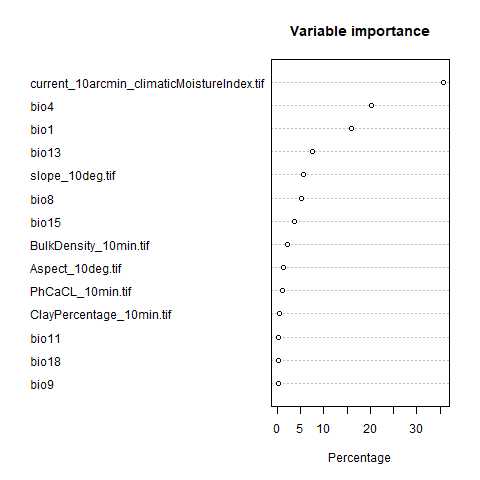 Variable importance
current_10arcmin_climaticMoistureIndex.tif
bio4
bio1
bio13
slope_10deg.tif
bio8
bio15
BulkDensity_10min.tif
Aspect_10deg.tif
PhCaCL_10min.tif
ClayPercentage_10min.tif
bio11
bio18
bio9
0 5 10 20 30
Percentage